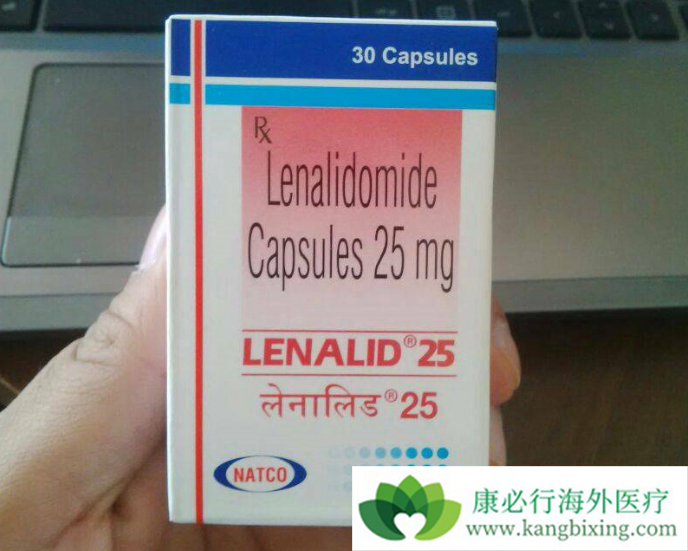 30 Capsules
Rx
Lenalidomide
Capsules 25 mg
LENALID® 25
लेनालिड® 25
NATCO
康必行海外医疗
www.kangbixing.com